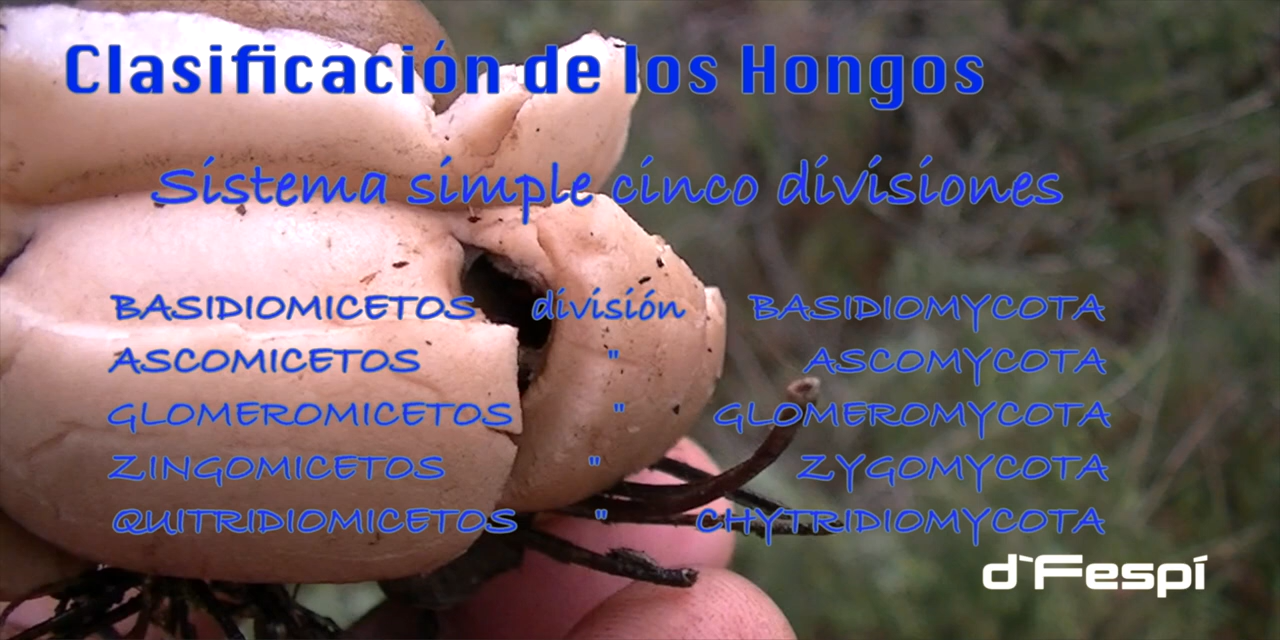 Clasificación de los Hongos
Sistema simple cinco divisiones
BASIDIOMICETOS división BASIDIOMYCOTA
ASCOMICETOS " ASCOMYCOTA
GLOMEROMICETOS " GLOMEROMYCOTA
ZINGOMICETOS " ZYGOMYCOTA
QUITRIDIOMICETOS " CHYTRIDIOMYCOTA
d`Fespí